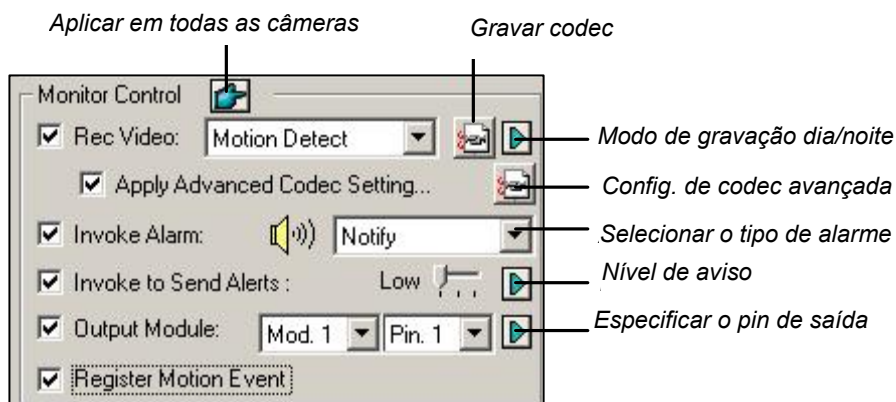 Aplicar em todas as câmeras
Gravar codec
Monitor Control
Rec Video: Motion Detect
Modo de gravação dia/noite
Apply Advanced Codec Setting...
Config. de codec avançada
Invoke Alarm: Notify
Selecionar o tipo de alarme
Invoke to Send Alerts : Low
Nível de aviso
Output Module: Mod. 1 Pin. 1
Especificar o pin de saída
Register Motion Event